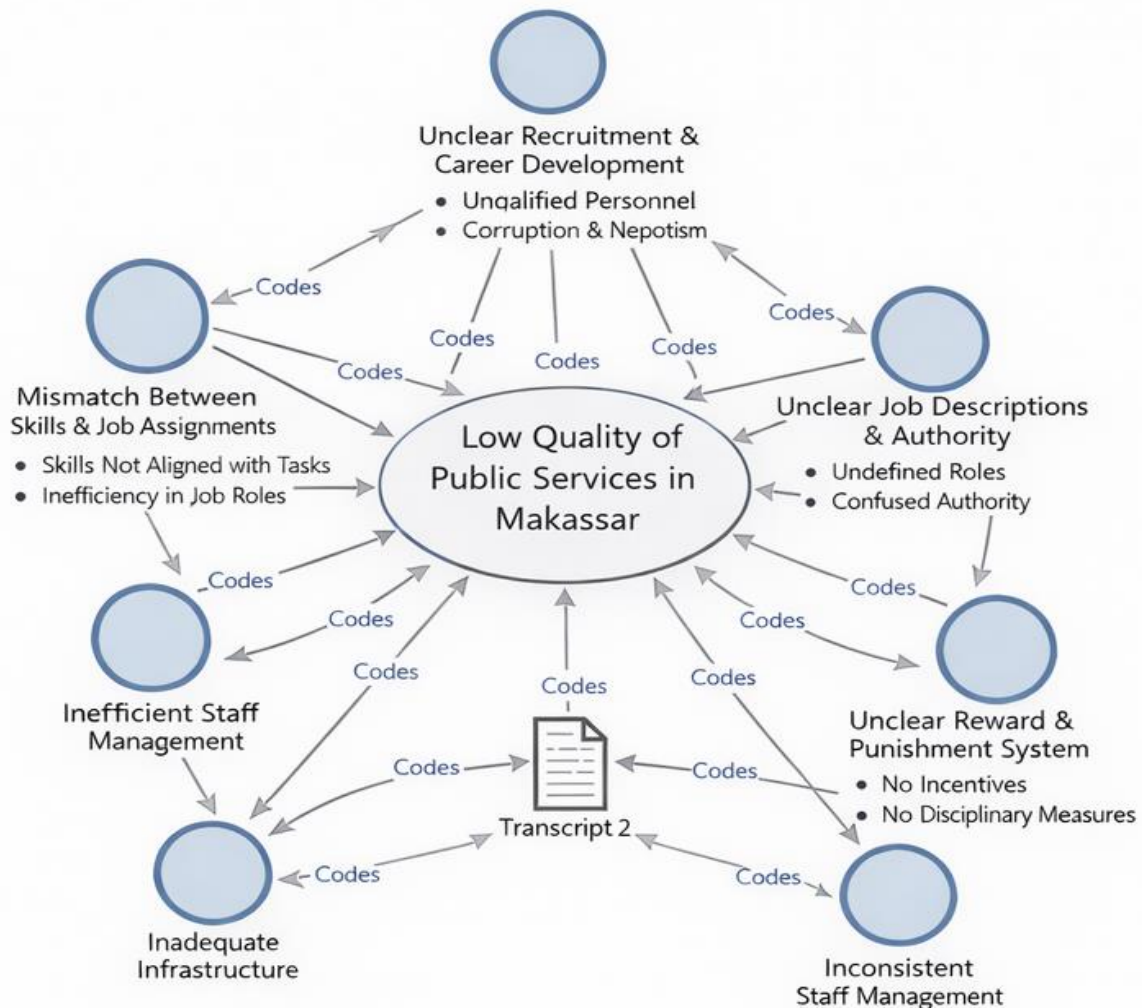 Unclear Recruitment &
Career Development
• Unqalified Personnel
• Corruption & Nepotism
Codes
Codes
Codes
Codes
Codes
Codes
Mismatch Between
Skills & Job Assignments
• Skills Not Aligned with Tasks
• Inefficiency in Job Roles
Low Quality of
Public Services in
Makassar
Unclear Job Descriptions
& Authority
• Undefined Roles
• Confused Authority
Codes
Codes
Codes
Codes
Codes
Codes
Codes
Inefficient Staff
Management
Unclear Reward &
Punishment System
• No Incentives
• No Disciplinary Measures
Codes
Codes
Transcript 2
Codes
Codes
Inadequate
Infrastructure
Inconsistent
Staff Management